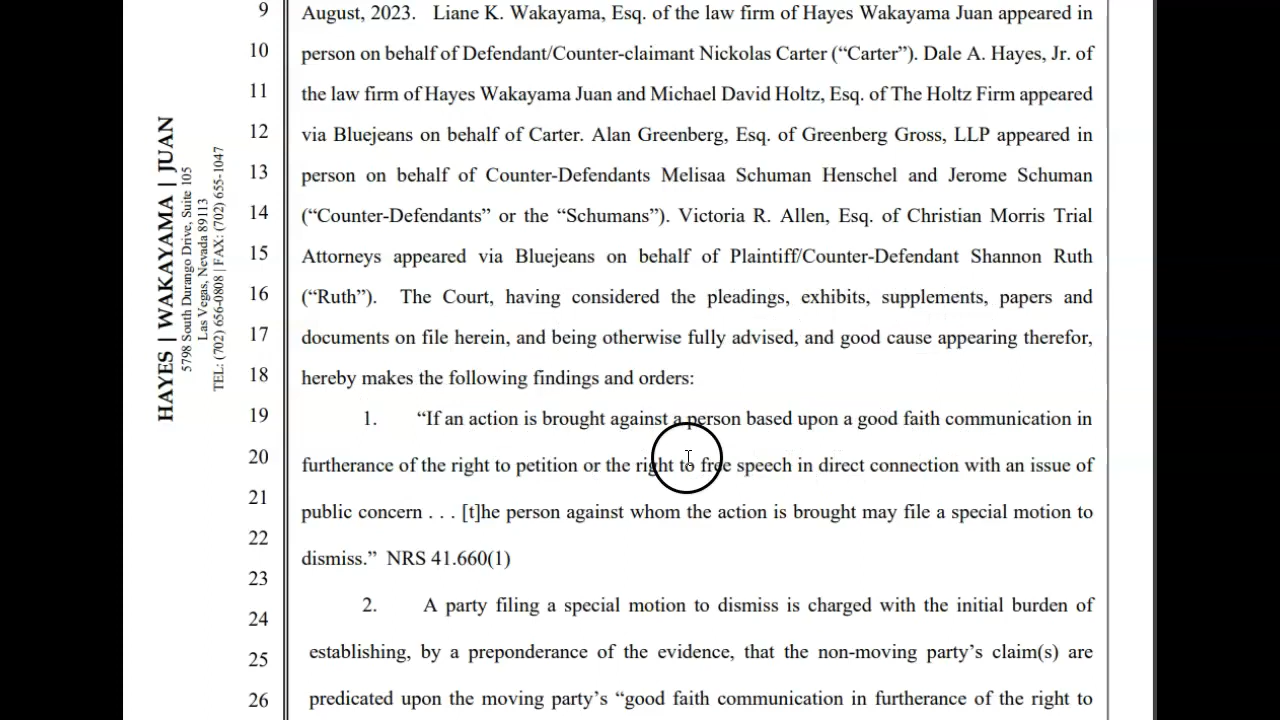 HAYES | WAKAYAMA | JUAN
5798 South Durango Drive, Suite 105
Las Vegas, Nevada 89113
TEL: (702) 656-0808 | FAX: (702) 655-1047
9 August, 2023. Liane K. Wakayama, Esq. of the law firm of Hayes Wakayama Juan appeared in
10 person on behalf of Defendant/Counter-claimant Nickolas Carter (“Carter”). Dale A. Hayes, Jr. of
11 the law firm of Hayes Wakayama Juan and Michael David Holtz, Esq. of The Holtz Firm appeared
12 via Bluejeans on behalf of Carter. Alan Greenberg, Esq. of Greenberg Gross, LLP appeared in
13 person on behalf of Counter-Defendants Melisaa Schuman Henschel and Jerome Schuman
14 (“Counter-Defendants” or the “Schumans”). Victoria R. Allen, Esq. of Christian Morris Trial
15 Attorneys appeared via Bluejeans on behalf of Plaintiff/Counter-Defendant Shannon Ruth
16 (“Ruth”). The Court, having considered the pleadings, exhibits, supplements, papers and
17 documents on file herein, and being otherwise fully advised, and good cause appearing therefor,
18 hereby makes the following findings and orders:
19 1. “If an action is brought against a person based upon a good faith communication in
20 furtherance of the right to petition or the right to free speech in direct connection with an issue of
21 public concern . . . [t]he person against whom the action is brought may file a special motion to
22 dismiss.” NRS 41.660(1)
23
24 2. A party filing a special motion to dismiss is charged with the initial burden of
25 establishing, by a preponderance of the evidence, that the non-moving party’s claim(s) are
26 predicated upon the moving party’s “good faith communication in furtherance of the right to